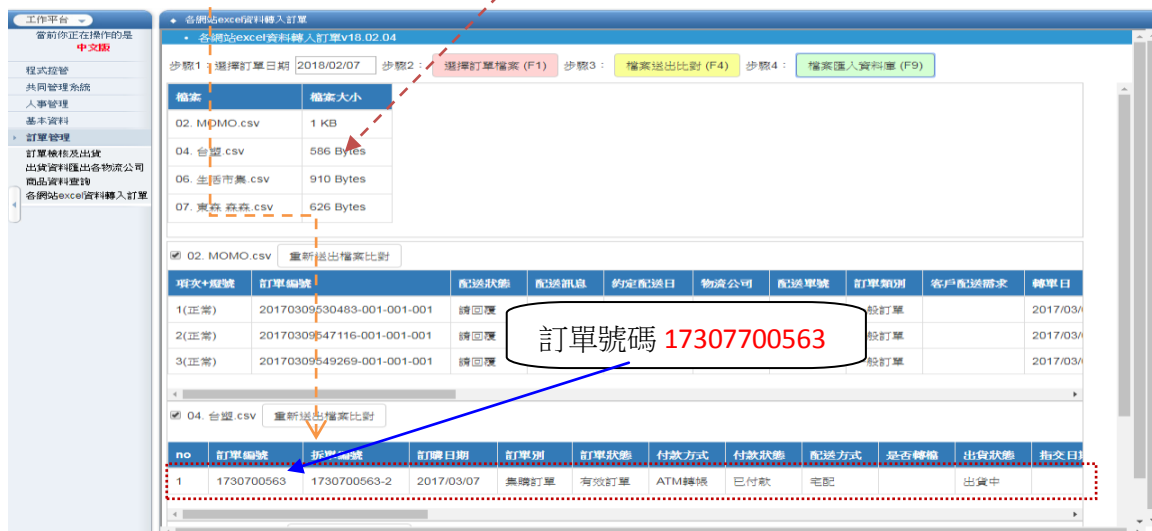 工作平台
當前你正在操作的是
中文版
程式控管
共同管理系統
人事管理
基本資料
訂單管理
訂單檢核及出貨
出貨資料匯出各物流公司
商品資料查詢
各網站excel資料轉入訂單
各網站excel資料轉入訂單
各網站excel資料轉入訂單v18.02.04
步驟1：選擇訂單日期 2018/02/07 步驟2： 選擇訂單檔案 (F1) 步驟3： 檔案送出比對 (F4) 步驟4： 檔案匯入資料庫 (F9)
檔案 檔案大小
02. MOMO.csv 1 KB
04. 台塑.csv 586 Bytes
06. 生活市集.csv 910 Bytes
07. 東森 森森.csv 626 Bytes
02. MOMO.csv 重新送出檔案比對
項次+癥號 訂單編號 配送狀態 配送訊息 約定配送日 物流公司 配送單號 訂單類別 客戶配送需求 轉單日
1(正常) 20170309530483-001-001-001 請回覆 般訂單 2017/03/
2(正常) 20170309547116-001-001-001 請回覆 般訂單 2017/03/
3(正常) 20170309549269-001-001-001 請回覆 般訂單 2017/03/
訂單號碼 17307700563
04. 台塑.csv 重新送出檔案比對
no 訂單編號 拆單編號 訂購日期 訂單別 訂單狀態 付款方式 付款狀態 配送方式 是否轉檔 出貨狀態 指交日期
1 1730700563 1730700563-2 2017/03/07 集購訂單 有效訂單 ATM轉帳 已付款 宅配 出貨中